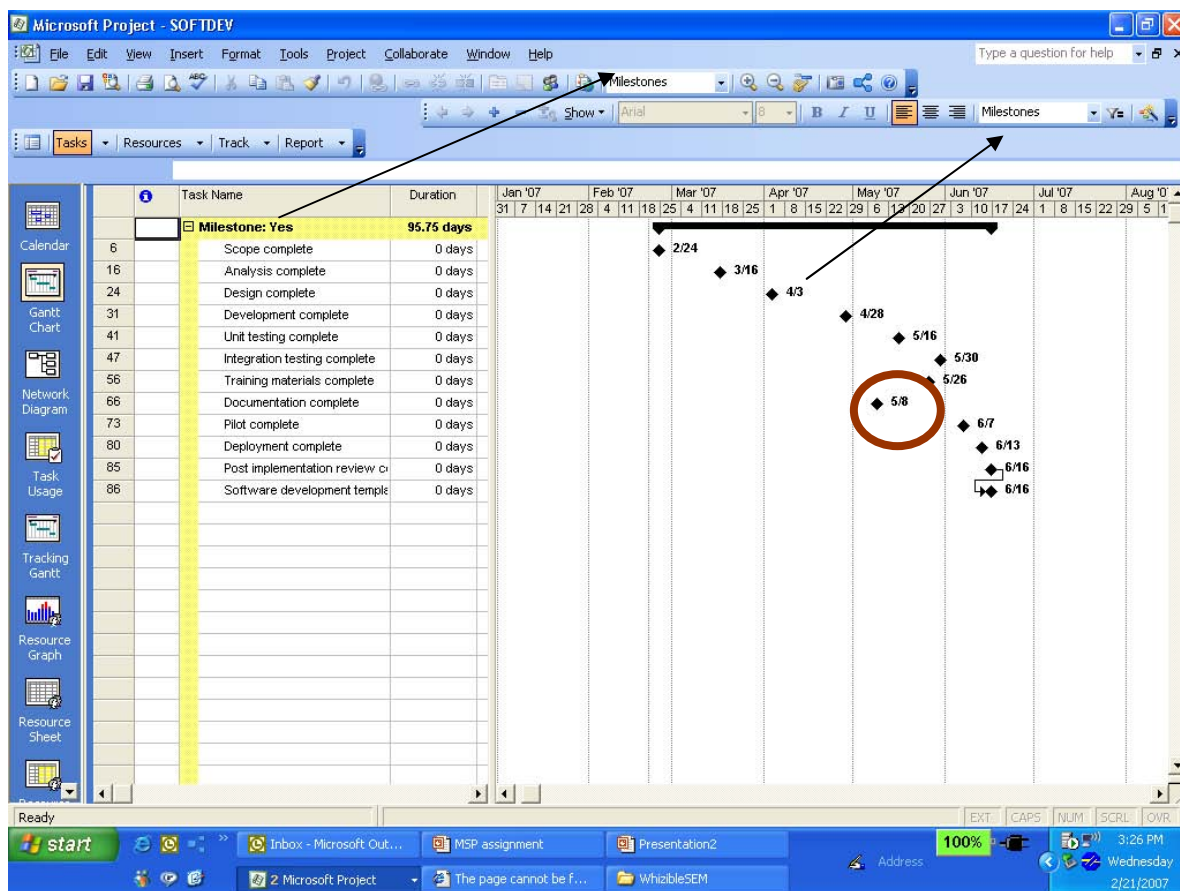 Microsoft Project - SOFTDEV
File Edit View Insert Format Tools Project Collaborate Window Help
Type a question for help
Milestones
Show Arial 8 B I U Milestones
Tasks Resources Track Report
Task Name Duration
Jan '07 Feb '07 Mar '07 Apr '07 May '07 Jun '07 Jul '07 Aug '0
31 7 14 21 28 4 11 18 25 4 11 18 25 1 8 15 22 29 6 13 20 27 3 10 17 24 1 8 15 22 29 5 1
Milestone: Yes 95.75 days
6 Scope complete 0 days 2/24
16 Analysis complete 0 days 3/16
24 Design complete 0 days 4/3
31 Development complete 0 days 4/28
41 Unit testing complete 0 days 5/16
47 Integration testing complete 0 days 5/30
56 Training materials complete 0 days 5/26
66 Documentation complete 0 days 5/8
73 Pilot complete 0 days 6/7
80 Deployment complete 0 days 6/13
85 Post implementation review c 0 days 6/16
86 Software development templa 0 days 6/16
Calendar
Gantt
Chart
Network
Diagram
Task
Usage
Tracking
Gantt
Resource
Graph
Resource
Sheet
Ready
EXT CAPS NUM SCRL OVR
start
Inbox - Microsoft Out...
MSP assignment
Presentation2
100%
3:26 PM
Address
Wednesday
2 Microsoft Project
The page cannot be f...
WhizibleSEM
2/21/2007